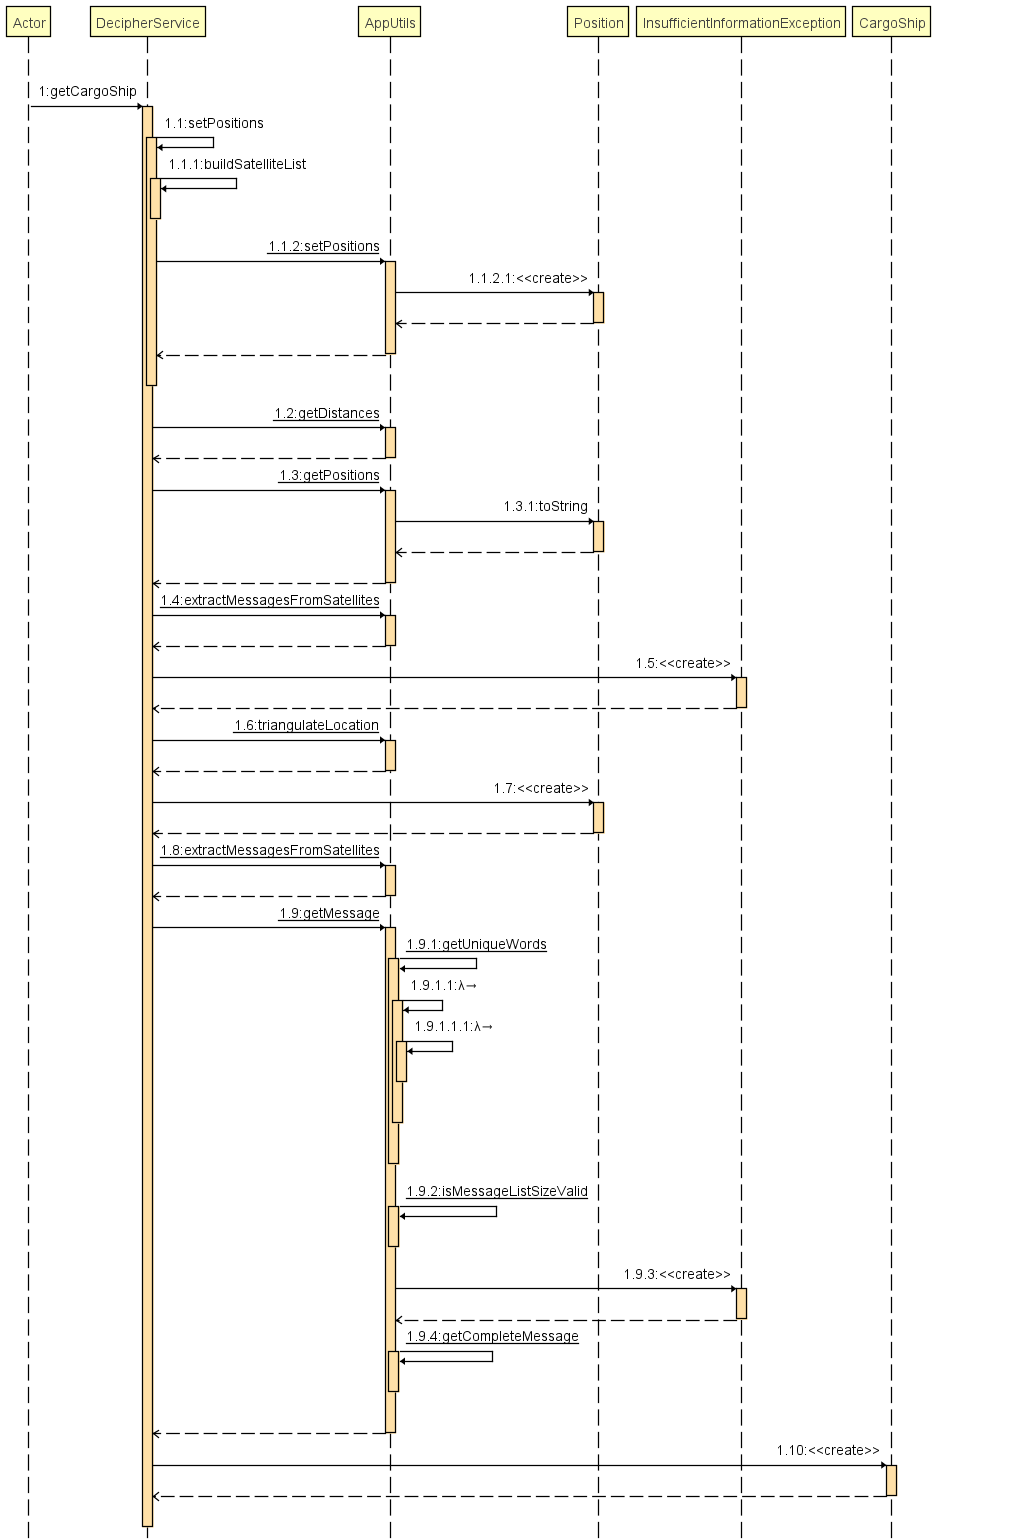 Actor DecipherService AppUtils Position InsufficientInformationException CargoShip
1:getCargoShip
1.1:setPositions
1.1.1:buildSatelliteList
1.1.2:setPositions
1.1.2.1:<<create>>
1.2:getDistances
1.3:getPositions
1.3.1:toString
1.4:extractMessagesFromSatellites
1.5:<<create>>
1.6:triangulateLocation
1.7:<<create>>
1.8:extractMessagesFromSatellites
1.9:getMessage
1.9.1:getUniqueWords
1.9.1.1:λ→
1.9.1.1.1:λ→
1.9.2:isMessageListSizeValid
1.9.3:<<create>>
1.9.4:getCompleteMessage
1.10:<<create>>